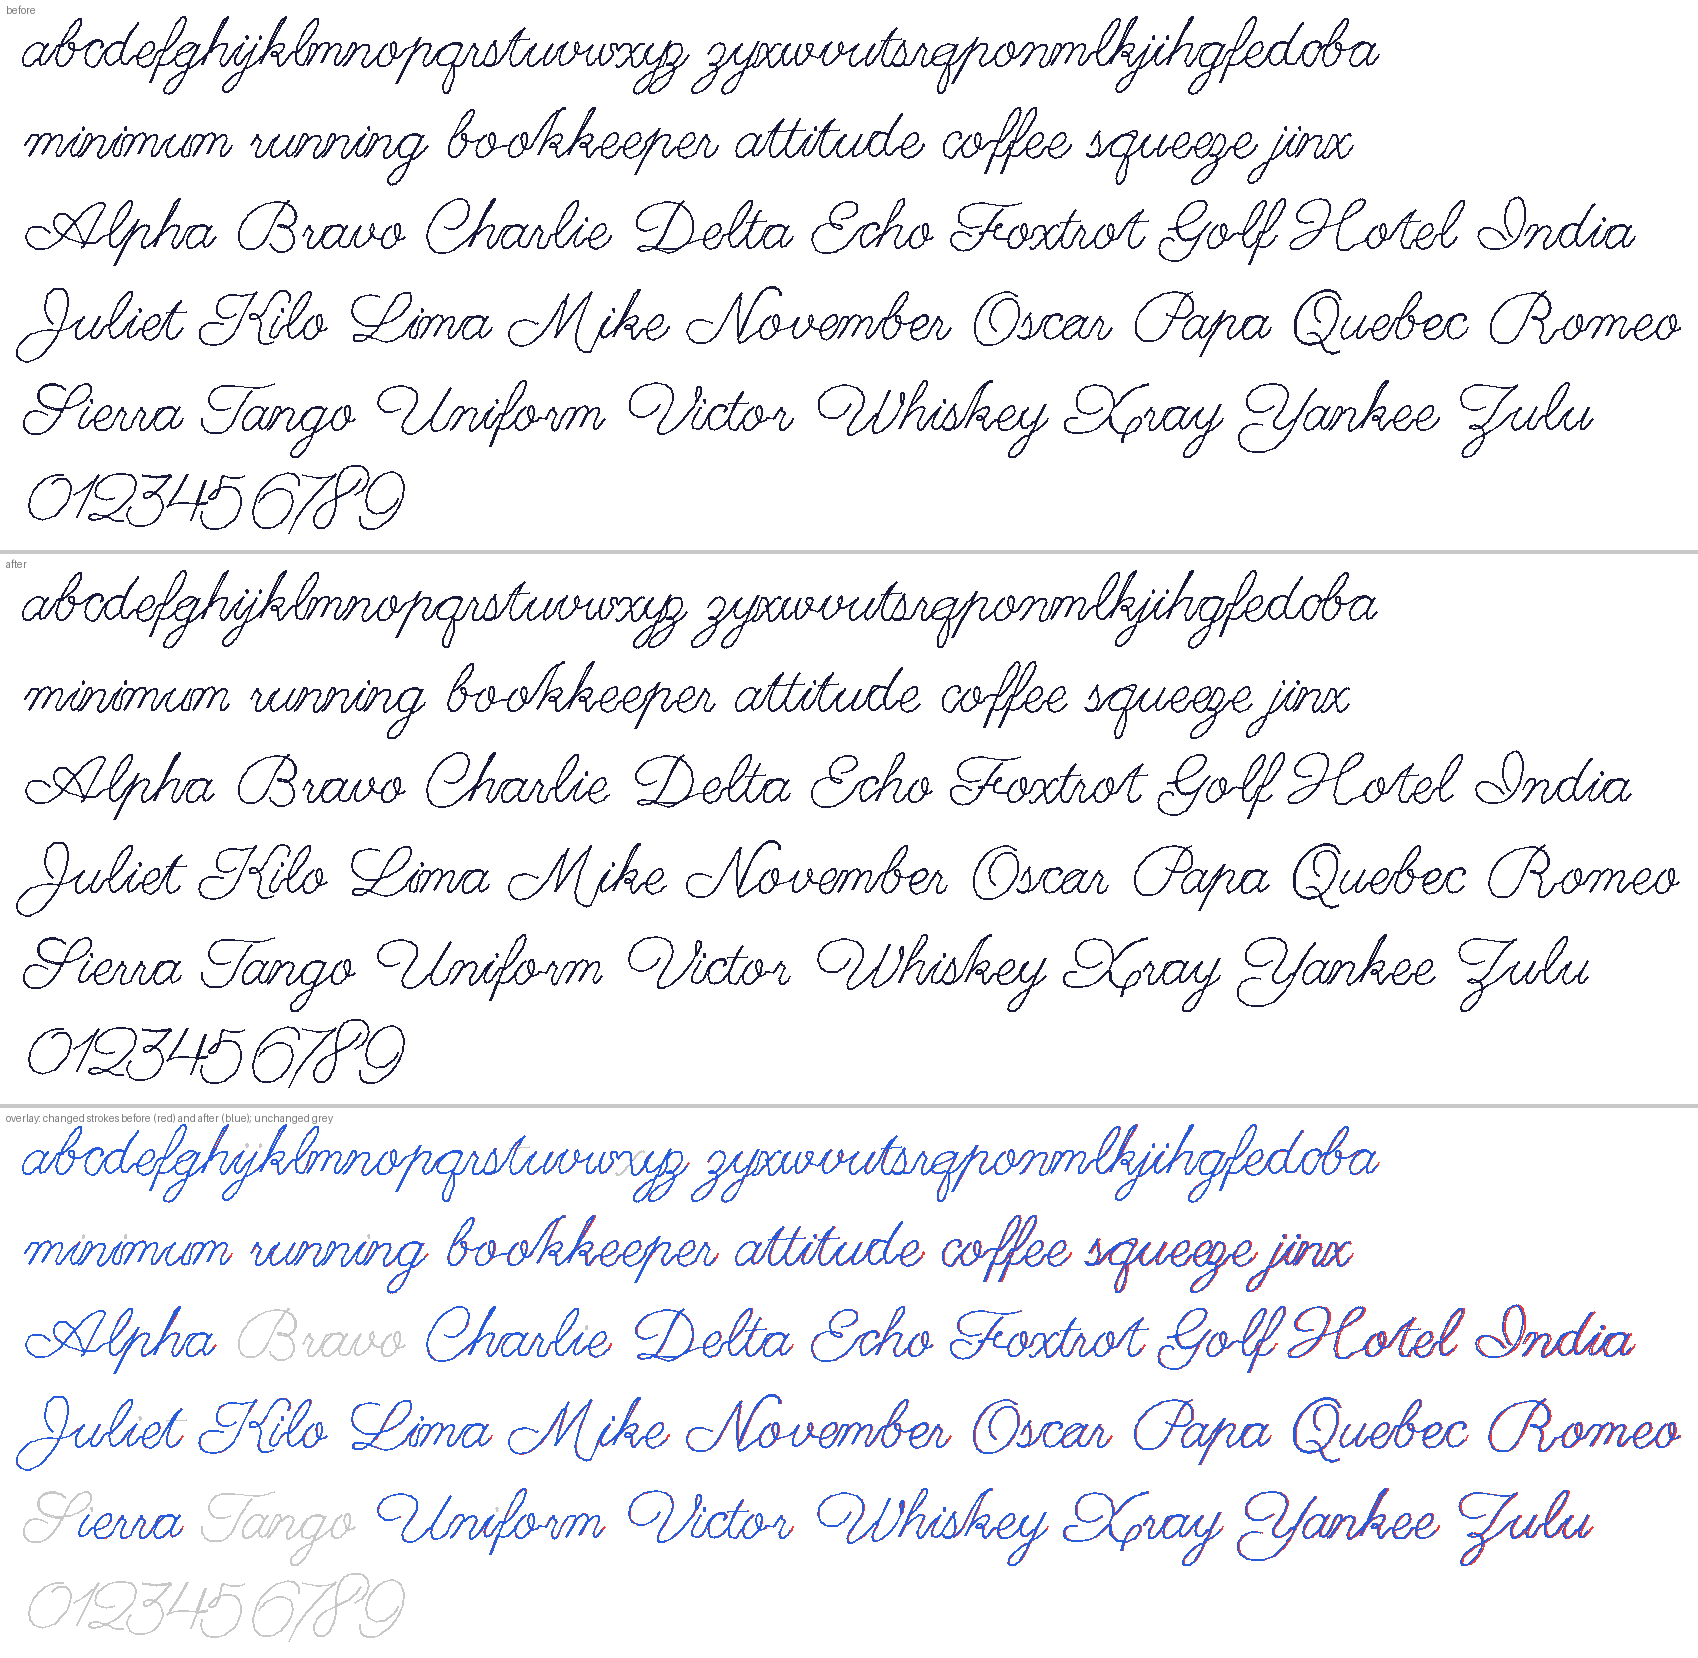 before
abcdefghijklmnopqrstuvwxyz zyxwvutsrqponmlkjihgfedcba
minimum running bookkeeper attitude coffee squeeze jinx
Alpha Bravo Charlie Delta Echo Foxtrot Golf Hotel India
Juliet Kilo Lima Mike November Oscar Papa Quebec Romeo
Sierra Tango Uniform Victor Whiskey Xray Yankee Zulu
0123456789
after
abcdefghijklmnopqrstuvwxyz zyxwvutsrqponmlkjihgfedcba
minimum running bookkeeper attitude coffee squeeze jinx
Alpha Bravo Charlie Delta Echo Foxtrot Golf Hotel India
Juliet Kilo Lima Mike November Oscar Papa Quebec Romeo
Sierra Tango Uniform Victor Whiskey Xray Yankee Zulu
0123456789
overlay: changed strokes before (red) and after (blue); unchanged grey
abcdefghijklmnopqrstuvwxyz zyxwvutsrqponmlkjihgfedcba
minimum running bookkeeper attitude coffee squeeze jinx
Alpha Bravo Charlie Delta Echo Foxtrot Golf Hotel India
Juliet Kilo Lima Mike November Oscar Papa Quebec Romeo
Sierra Tango Uniform Victor Whiskey Xray Yankee Zulu
0123456789